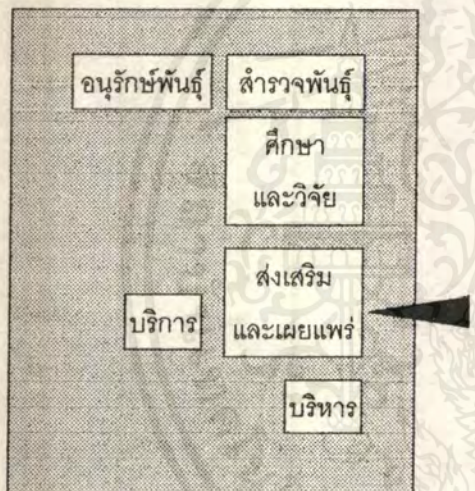 อนุรักษ์พันธุ์
สำรวจพันธุ์
ศึกษา
และวิจัย
ส่งเสริม
และเผยแพร่
บริการ
บริหาร